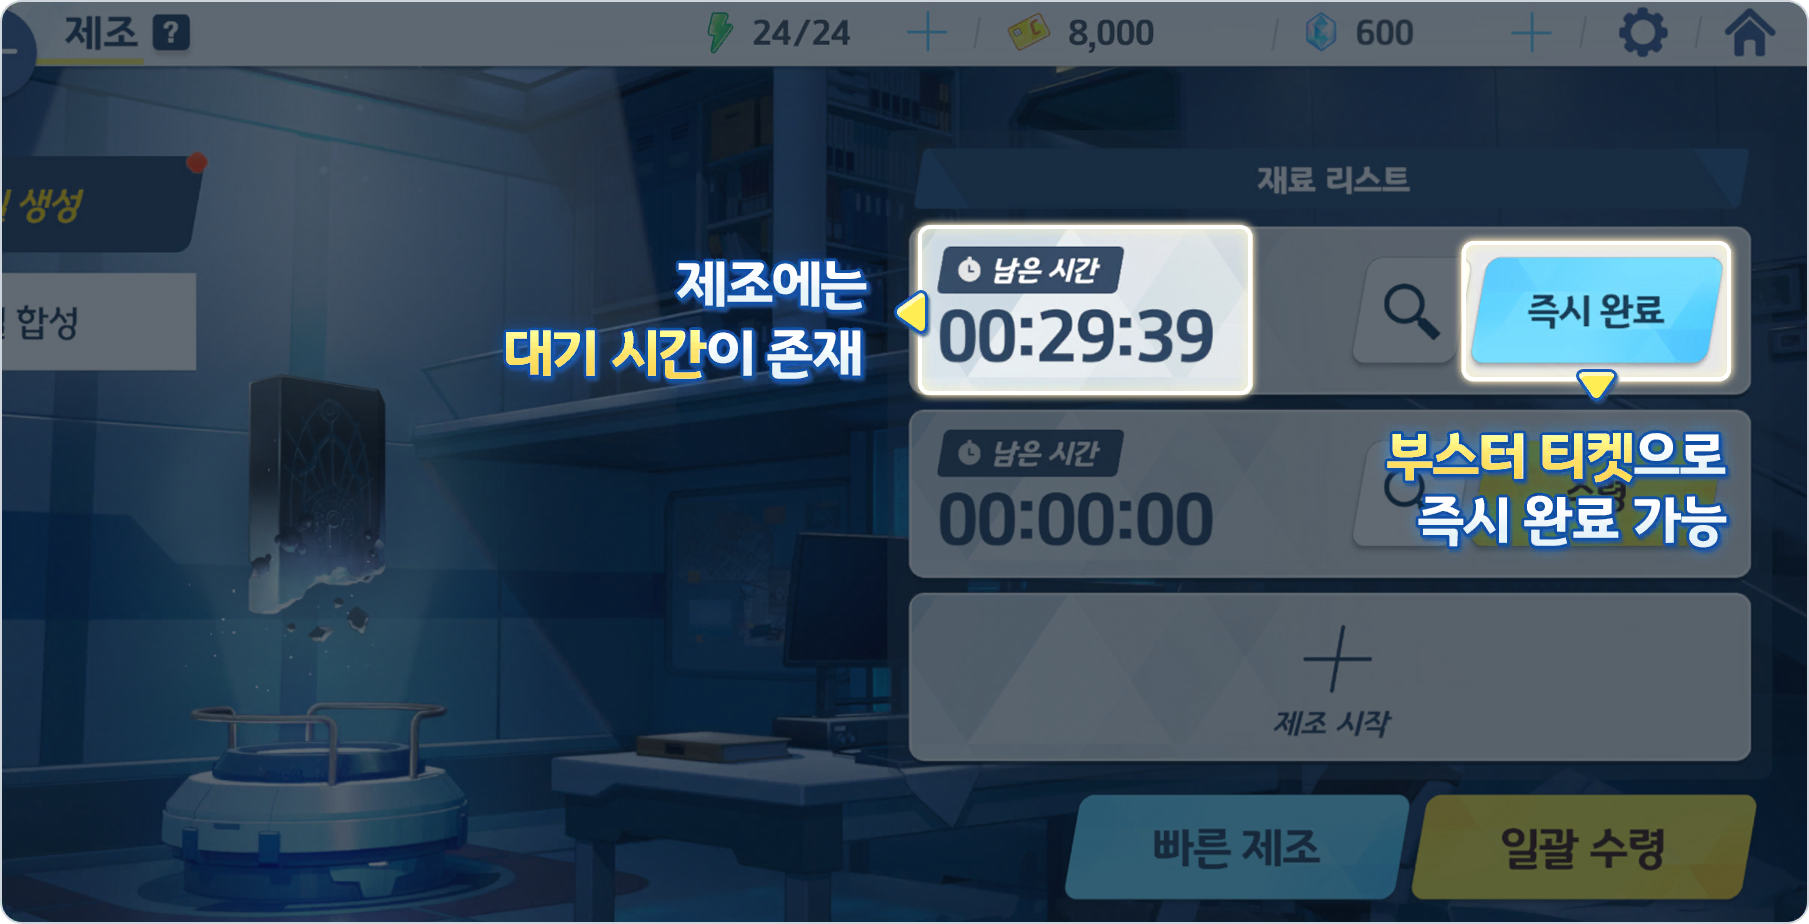 제조 ?
24/24
8,000
600
생성
합성
재료 리스트
남은 시간
00:29:39
즉시 완료
제조에는
대기 시간이 존재
남은 시간
00:00:00
수령
부스터 티켓으로
즉시 완료 가능
제조 시작
빠른 제조
일괄 수령